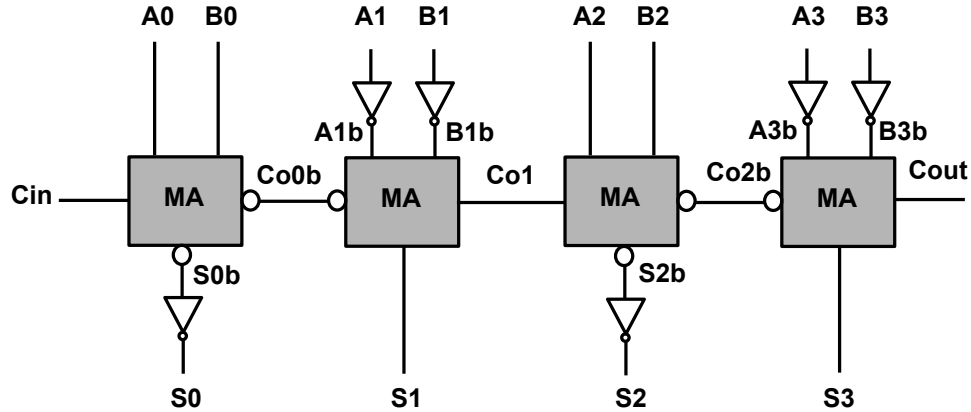 A0 B0 A1 B1 A2 B2 A3 B3
A1b B1b A3b B3b
Cin MA Co0b MA Co1 MA Co2b MA Cout
S0b S2b
S0 S1 S2 S3